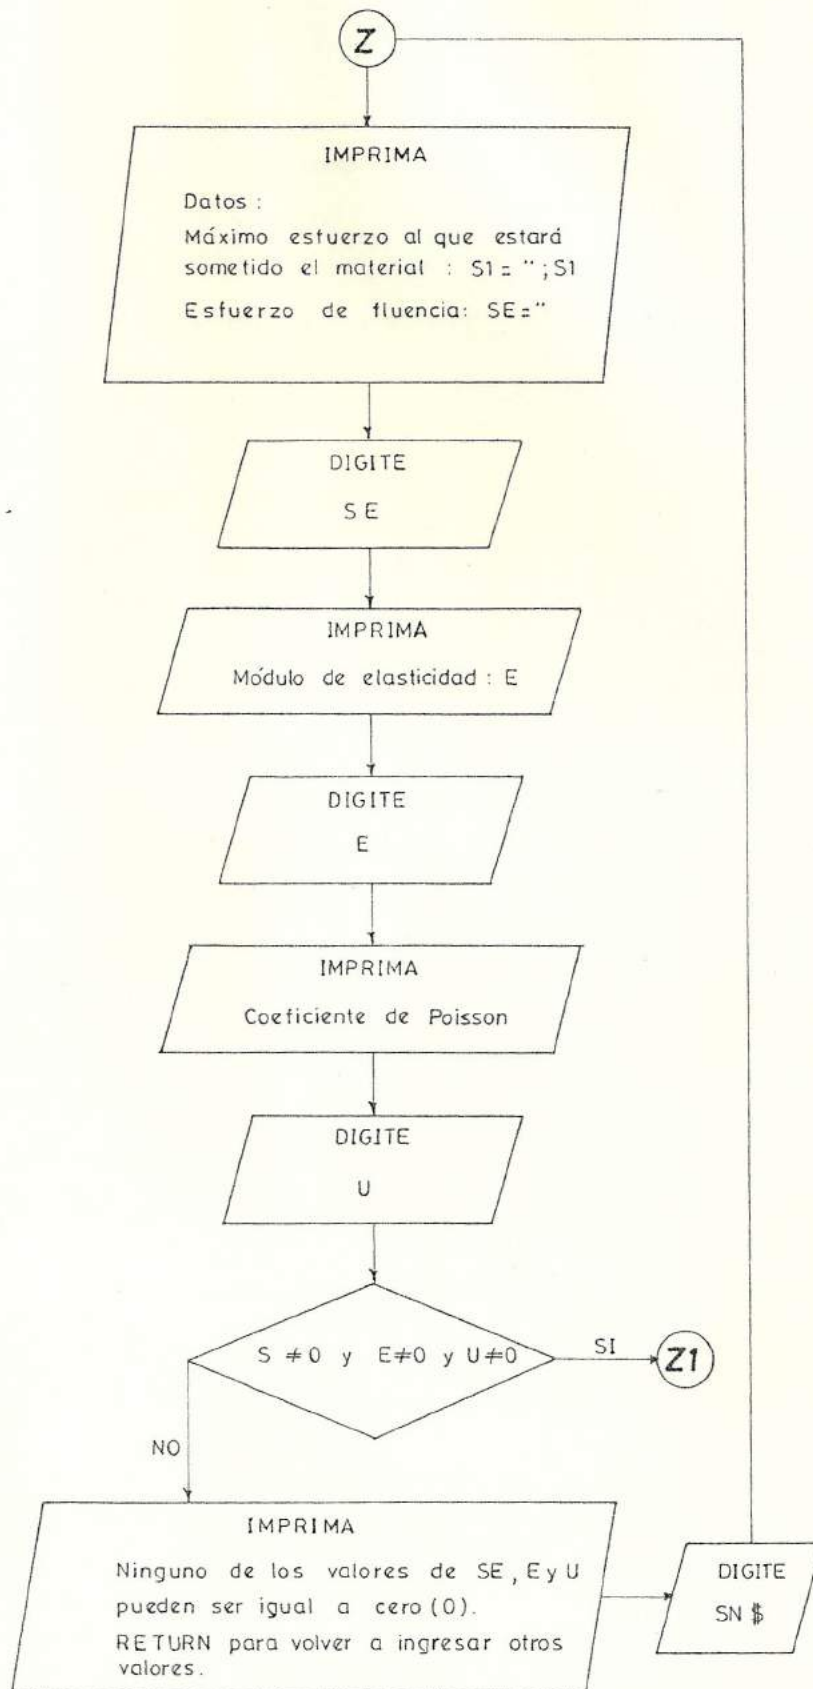 Z
IMPRIMA
Datos :
Máximo esfuerzo al que estará
sometido el material : S1 = " ; S1
Esfuerzo de fluencia: SE="
DIGITE
SE
IMPRIMA
Módulo de elasticidad : E
DIGITE
E
IMPRIMA
Coeficiente de Poisson
DIGITE
U
S ≠ 0 y E≠0 y U≠0
SI
Z1
NO
IMPRIMA
Ninguno de los valores de SE, E y U
pueden ser igual a cero (0).
RETURN para volver a ingresar otros
valores.
DIGITE
SN $